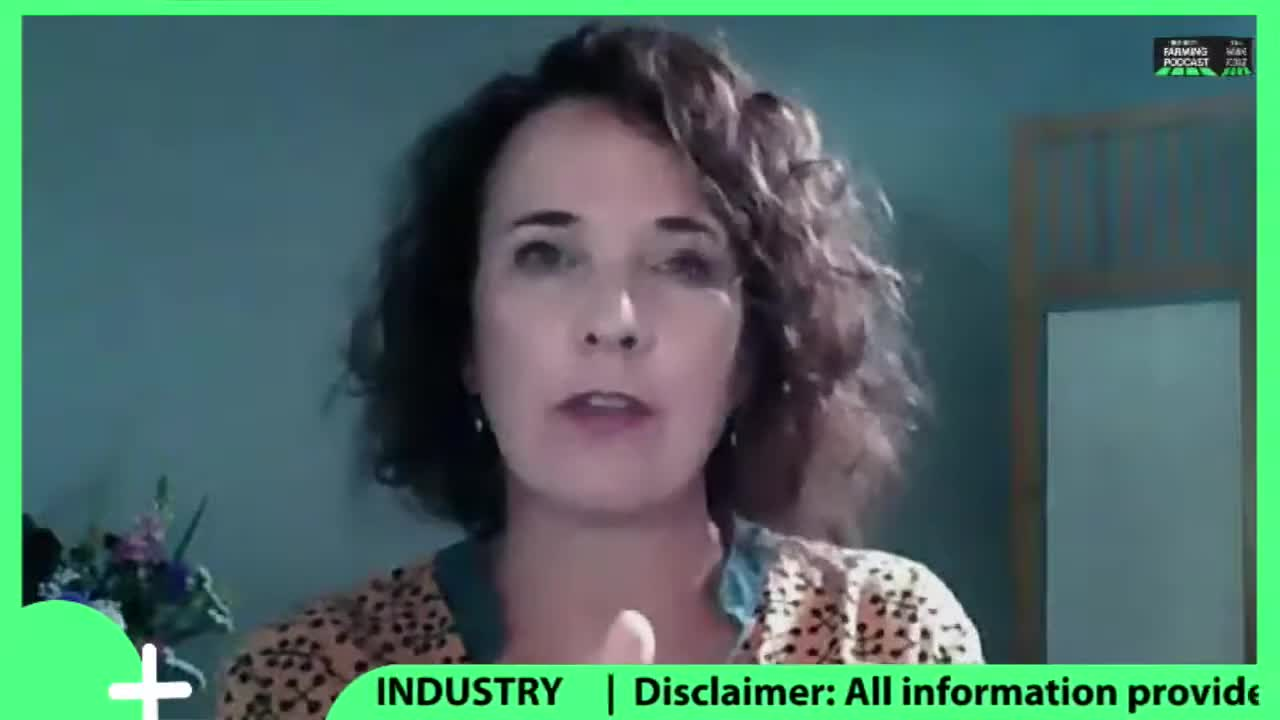 FARMING
PODCAST
INDUSTRY | Disclaimer: All information provide